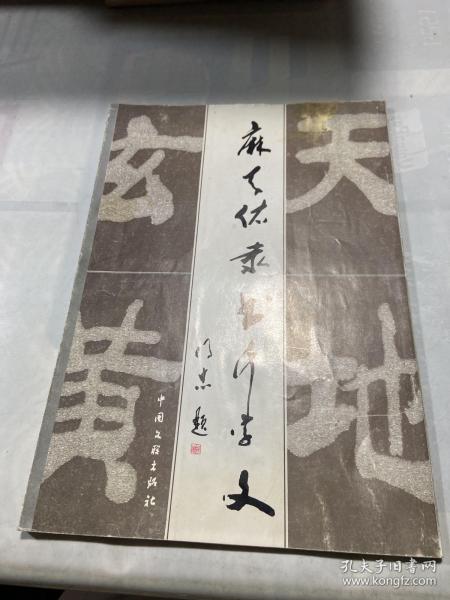 天地
麻天佑隶书千字文
题
玄黄
中国文联出版社
孔夫子旧书网
www.kongfz.com